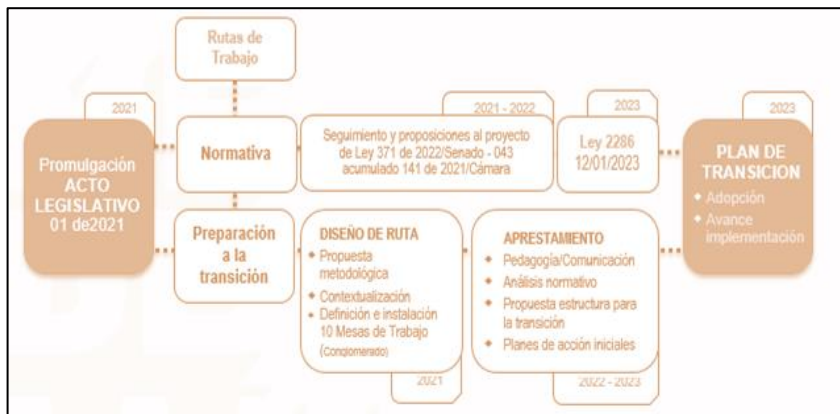 Rutas de
Trabajo
2021
Promulgación
ACTO
LEGISLATIVO
01 de2021
Normativa
2021 - 2022
Seguimiento y proposiciones al proyecto
de Ley 371 de 2022/Senado - 043
acumulado 141 de 2021/Cámara
2023
Ley 2286
12/01/2023
2023
PLAN DE
TRANSICION
Adopción
Avance
implementación
Preparación
a la
transición
DISEÑO DE RUTA
Propuesta
metodológica
Contextualización
Definición e instalación
10 Mesas de Trabajo
(Conglomerado)
2021
APRESTAMIENTO
Pedagogía/Comunicación
Análisis normativo
Propuesta estructura para
la transición
Planes de acción iniciales
2022 - 2023